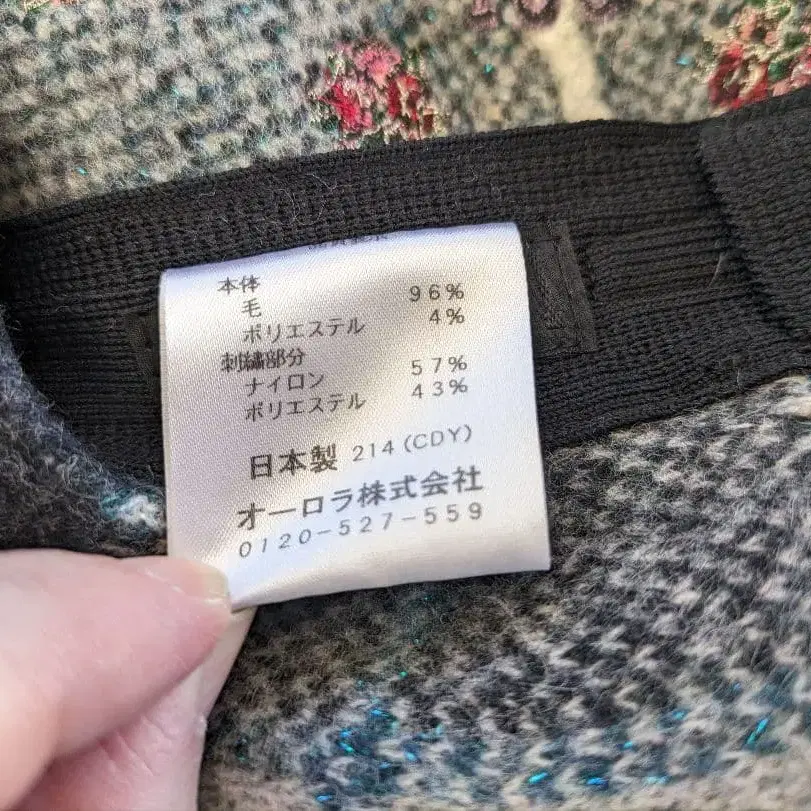 本体
毛 96%
ポリエステル 4%
刺繍部分
ナイロン 57%
ポリエステル 43%
日本製 214(CDY)
オーロラ株式会社
0120-527-559